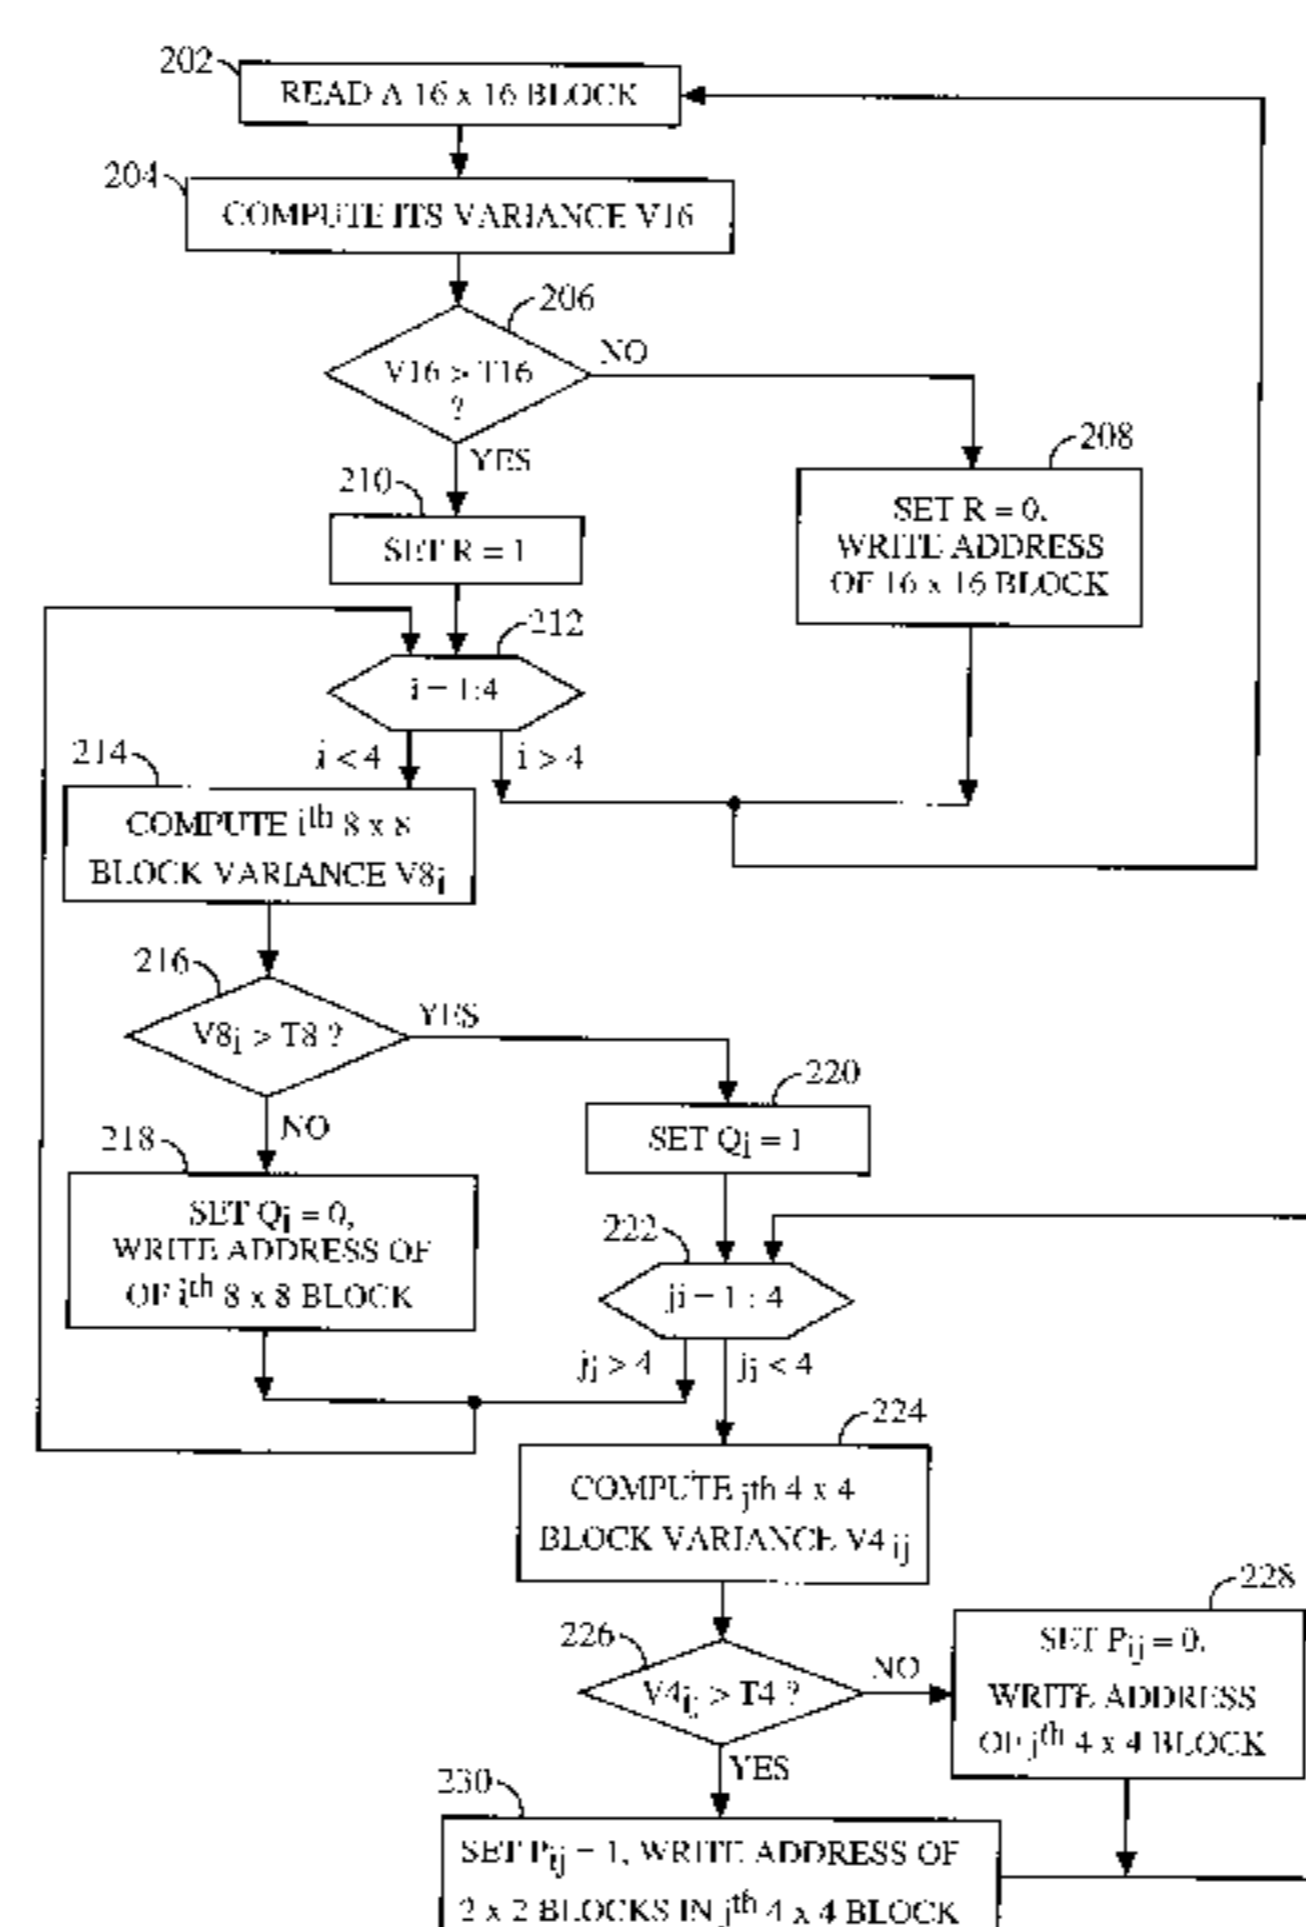 202
READ A 16 x 16 BLOCK
204
COMPUTE ITS VARIANCE V16
206
V16 > T16
?
NO
YES
208
SET R = 0,
WRITE ADDRESS
OF 16 x 16 BLOCK
210
SET R = 1
212
i = 1:4
i < 4
i > 4
214
COMPUTE ith 8 x 8
BLOCK VARIANCE V8i
216
V8i > T8 ?
YES
NO
218
SET Qi = 0,
WRITE ADDRESS OF
OF ith 8 x 8 BLOCK
220
SET Qi = 1
222
ji = 1 : 4
ji > 4
ji < 4
224
COMPUTE jth 4 x 4
BLOCK VARIANCE V4 ij
226
V4ij > T4 ?
NO
YES
228
SET Pij = 0,
WRITE ADDRESS
OF jth 4 x 4 BLOCK
230
SET Pij = 1, WRITE ADDRESS OF
2 x 2 BLOCKS IN jth 4 x 4 BLOCK